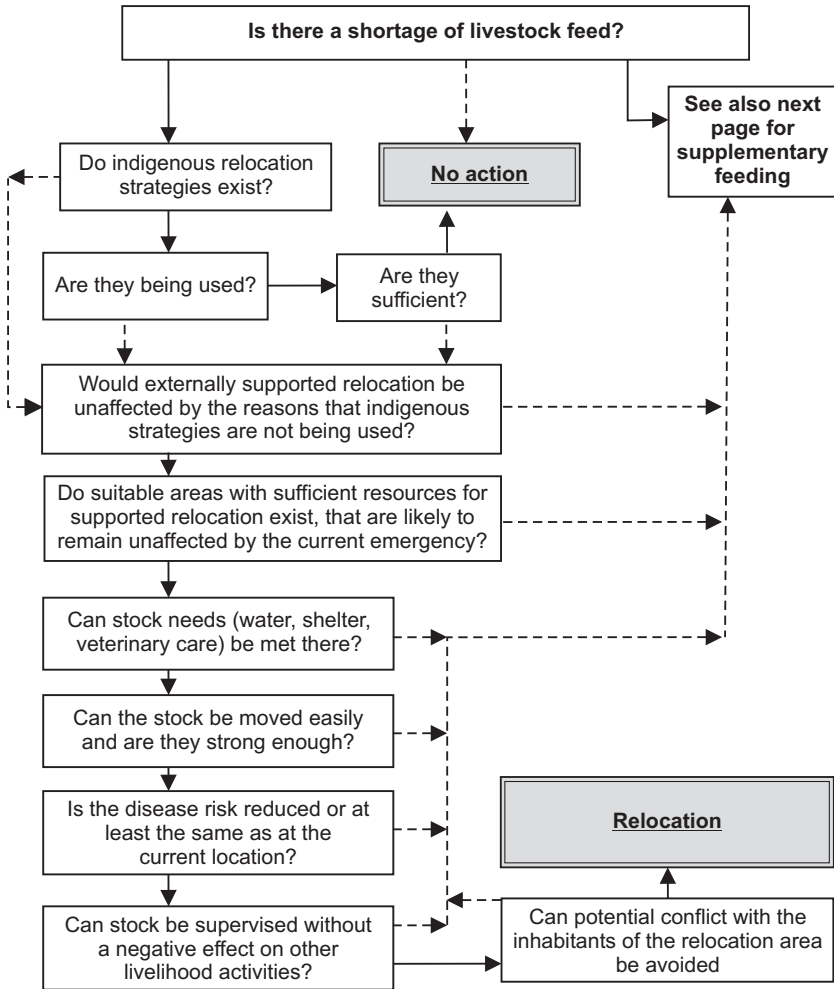 Is there a shortage of livestock feed?
See also next
page for
supplementary
feeding
Do indigenous relocation
strategies exist?
No action
Are they being used?
Are they
sufficient?
Would externally supported relocation be
unaffected by the reasons that indigenous
strategies are not being used?
Do suitable areas with sufficient resources for
supported relocation exist, that are likely to
remain unaffected by the current emergency?
Can stock needs (water, shelter,
veterinary care) be met there?
Can the stock be moved easily
and are they strong enough?
Is the disease risk reduced or at
least the same as at the
current location?
Relocation
Can stock be supervised without
a negative effect on other
livelihood activities?
Can potential conflict with the
inhabitants of the relocation area
be avoided